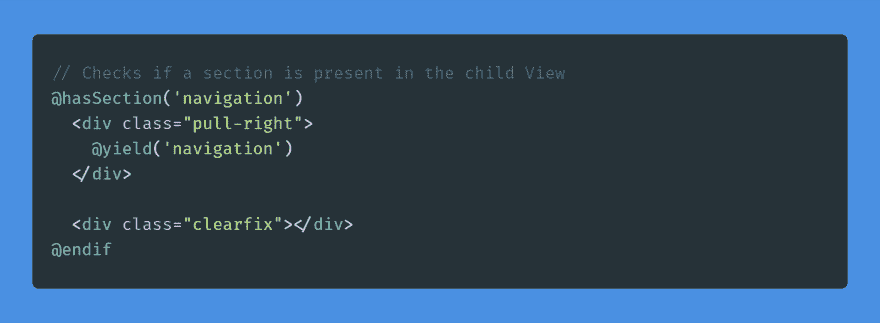 // Checks if a section is present in the child View
@hasSection('navigation')
  <div class="pull-right">
    @yield('navigation')
  </div>

  <div class="clearfix"></div>
@endif